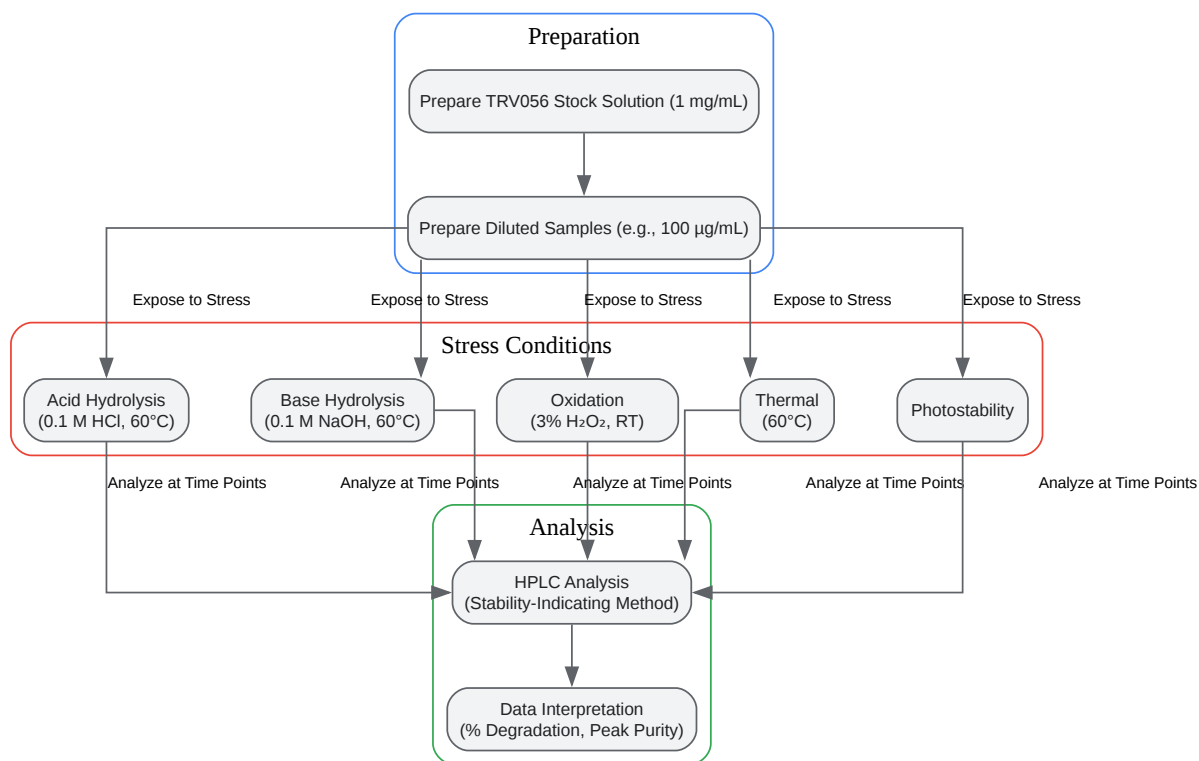 Preparation
Prepare TRV056 Stock Solution (1 mg/mL)
Prepare Diluted Samples (e.g., 100 µg/mL)
Expose to Stress
Expose to Stress
Expose to Stress
Expose to Stress
Expose to Stress
Stress Conditions
Acid Hydrolysis
(0.1 M HCl, 60°C)
Base Hydrolysis
(0.1 M NaOH, 60°C)
Oxidation
(3% H₂O₂, RT)
Thermal
(60°C)
Photostability
Analyze at Time Points
Analyze at Time Points
Analyze at Time Points
Analyze at Time Points
Analyze at Time Points
Analysis
HPLC Analysis
(Stability-Indicating Method)
Data Interpretation
(% Degradation, Peak Purity)